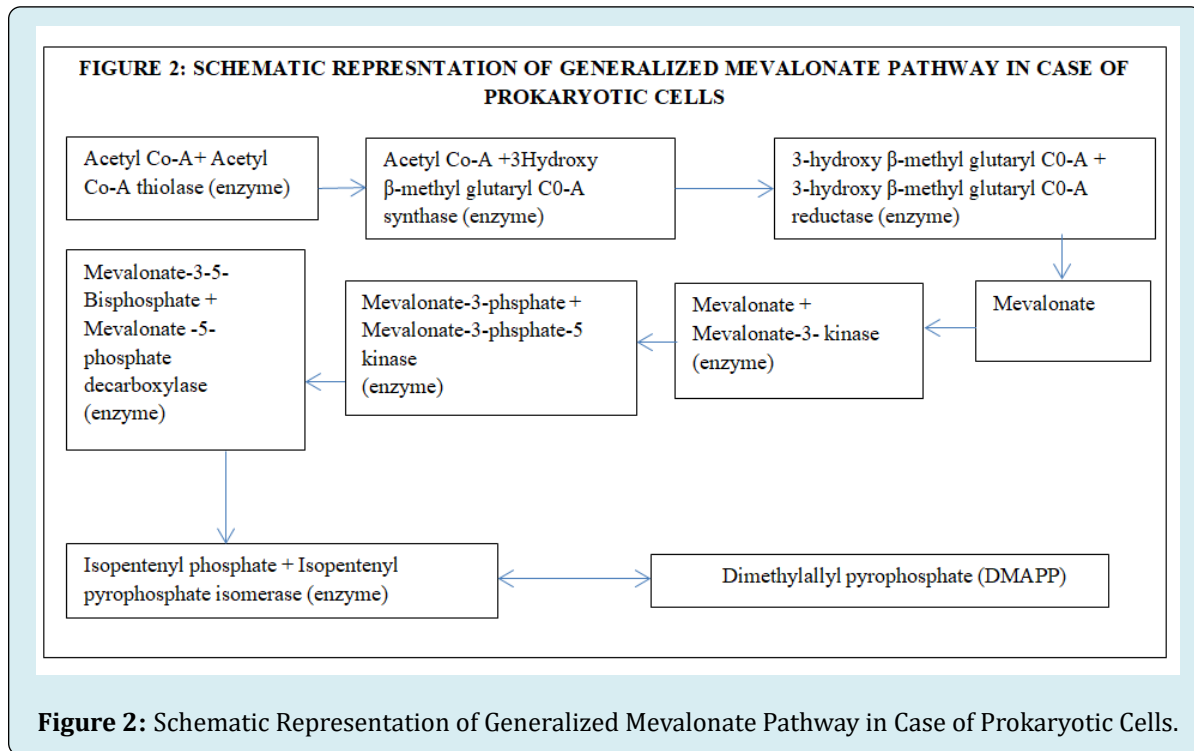 FIGURE 2: SCHEMATIC REPRESNTATION OF GENERALIZED MEVALONATE PATHWAY IN CASE OF
PROKARYOTIC CELLS
Acetyl Co-A+ Acetyl
Co-A thiolase (enzyme)
Acetyl Co-A +3Hydroxy
β-methyl glutaryl C0-A
synthase (enzyme)
3-hydroxy β-methyl glutaryl C0-A +
3-hydroxy β-methyl glutaryl C0-A
reductase (enzyme)
Mevalonate
Mevalonate +
Mevalonate-3- kinase
(enzyme)
Mevalonate-3-phsphate +
Mevalonate-3-phsphate-5
kinase
(enzyme)
Mevalonate-3-5-
Bisphosphate +
Mevalonate -5-
phosphate
decarboxylase
(enzyme)
Isopentenyl phosphate + Isopentenyl
pyrophosphate isomerase (enzyme)
Dimethylallyl pyrophosphate (DMAPP)
Figure 2: Schematic Representation of Generalized Mevalonate Pathway in Case of Prokaryotic Cells.